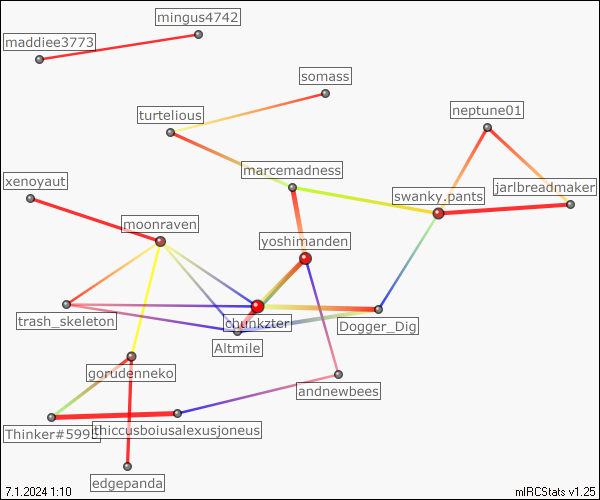 mingus4742
maddiee3773
somass
turtelious
neptune01
marcemadness
xenoyaut
swanky.pants
jarlbreadmaker
moonraven
yoshimanden
trash_skeleton
chunkzter
Dogger_Dig
Altmile
gorudenneko
andnewbees
Thinker#599
thiccusboiusalexusjoneus
edgepanda
7.1.2024 1:10
mIRCStats v1.25